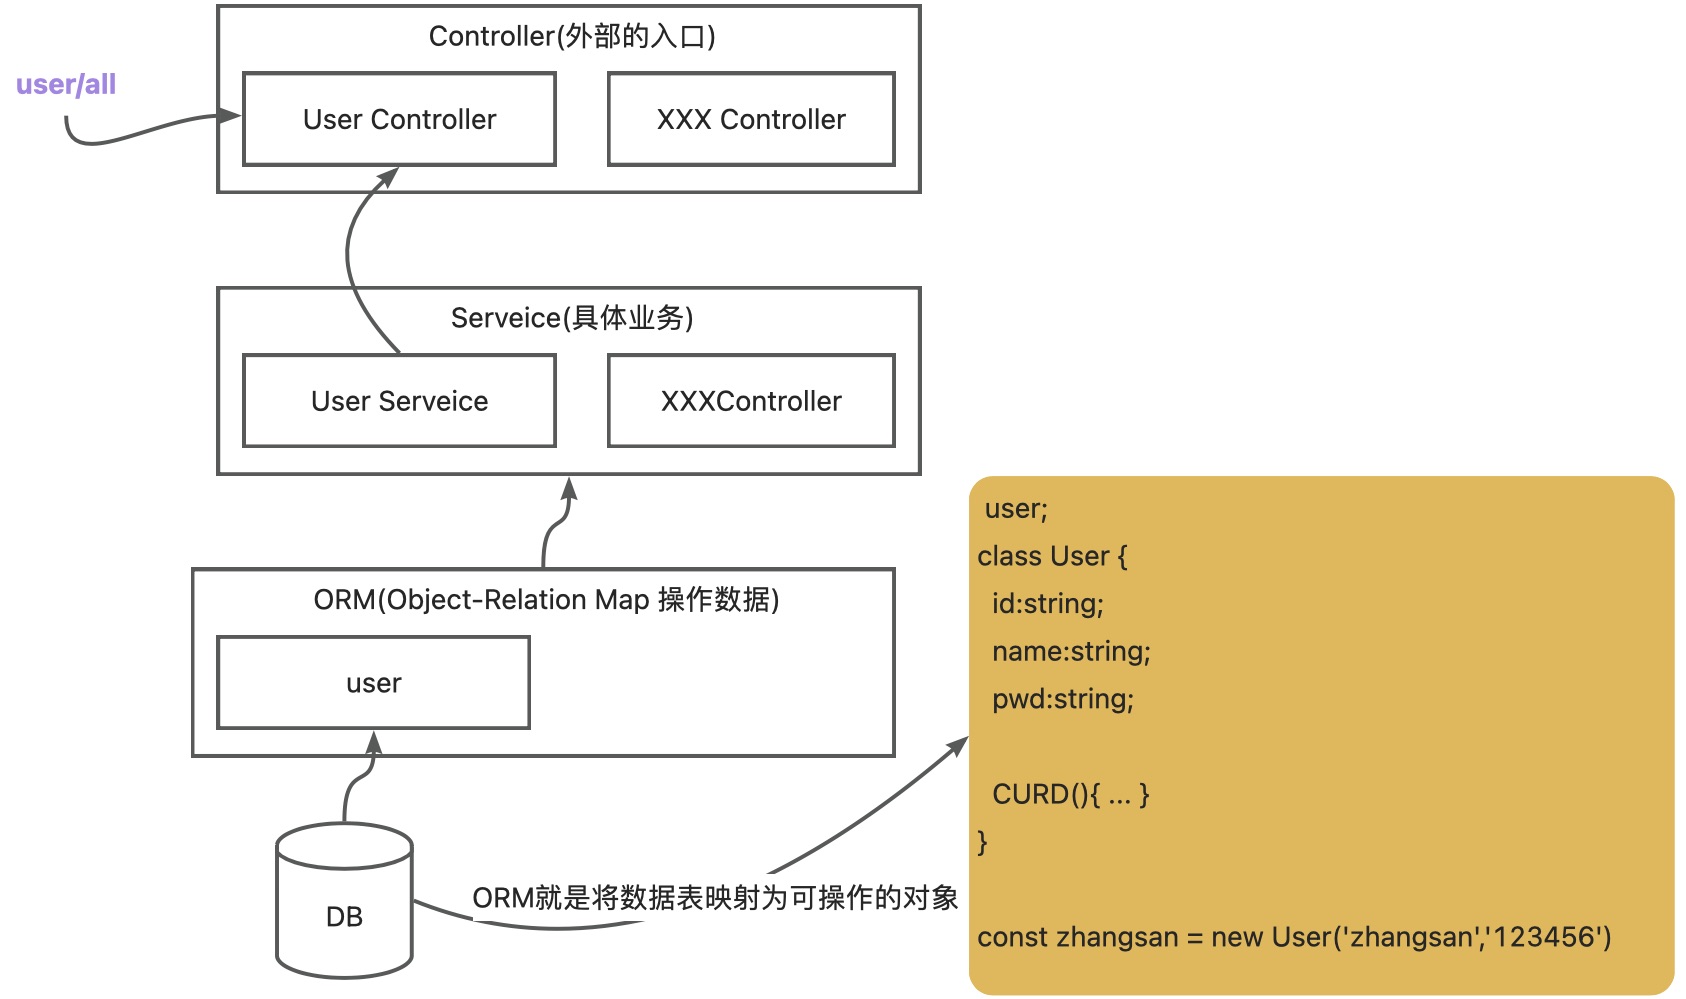 Controller(外部的入口)
user/all
User Controller
XXX Controller
Serveice(具体业务)
User Serveice
XXXController
ORM(Object-Relation Map 操作数据)
user
DB
ORM就是将数据表映射为可操作的对象
user;
class User {
id:string;
name:string;
pwd:string;
CURD(){ ... }
}
const zhangsan = new User('zhangsan','123456')